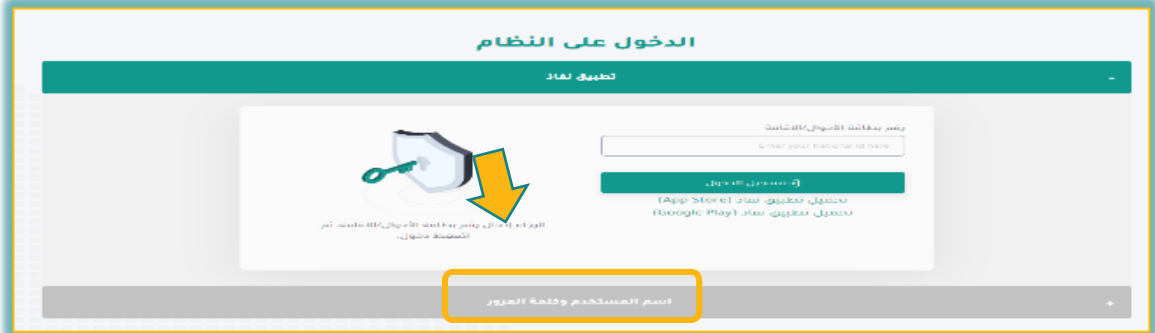 الدخول على النظام
تطبيق نفاذ
-
رقم بطاقة الأحوال/الاقامة
Enter your National Id here
تسجيل الدخول
تحميل تطبيق نفاذ (App Store)
تحميل تطبيق نفاذ (Google Play)
الرجاء إدخال رقم بطاقة الأحوال/الاقامة، ثم
اضغط دخول.
اسم المستخدم وكلمة المرور
+